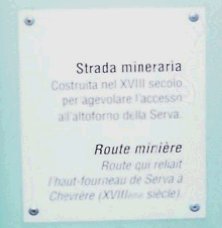 Strada mineraria
Costruita nel XVIII secolo
per agevolare l'accesso
all'altoforno della Serva.
Route minière
Route qui reliait
l'haut-fourneau de Serva à
Chevrère (XVIIIème siècle).